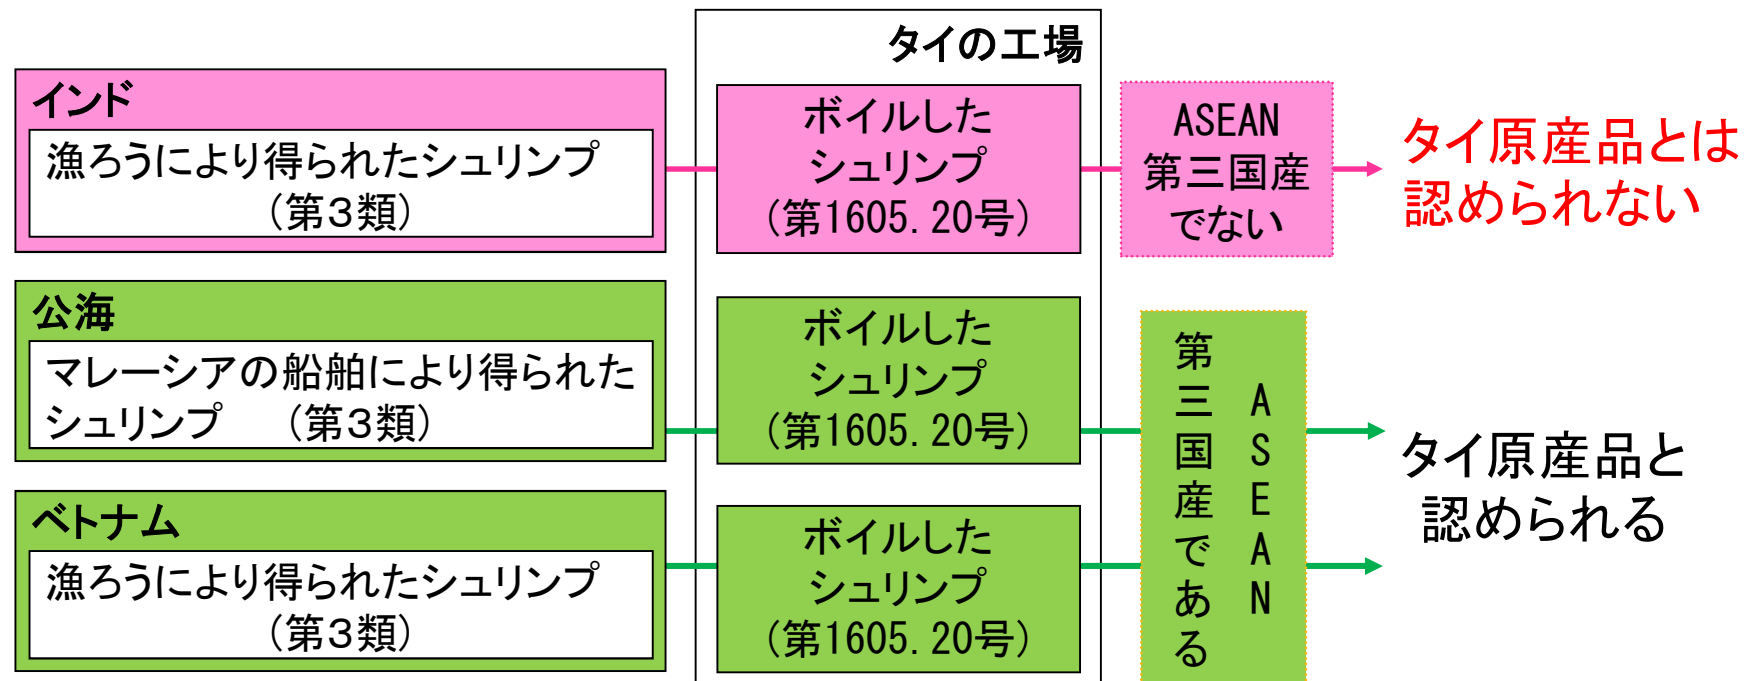 タイの工場
インド
漁ろうにより得られたシュリンプ
（第３類）
ボイルした
シュリンプ
（第1605.20号）
ASEAN
第三国産
でない
タイ原産品とは
認められない
公海
マレーシアの船舶により得られた
シュリンプ　（第３類）
ボイルした
シュリンプ
（第1605.20号）
ASEAN
第三国産である
タイ原産品と
認められる
ベトナム
漁ろうにより得られたシュリンプ
（第３類）
ボイルした
シュリンプ
（第1605.20号）